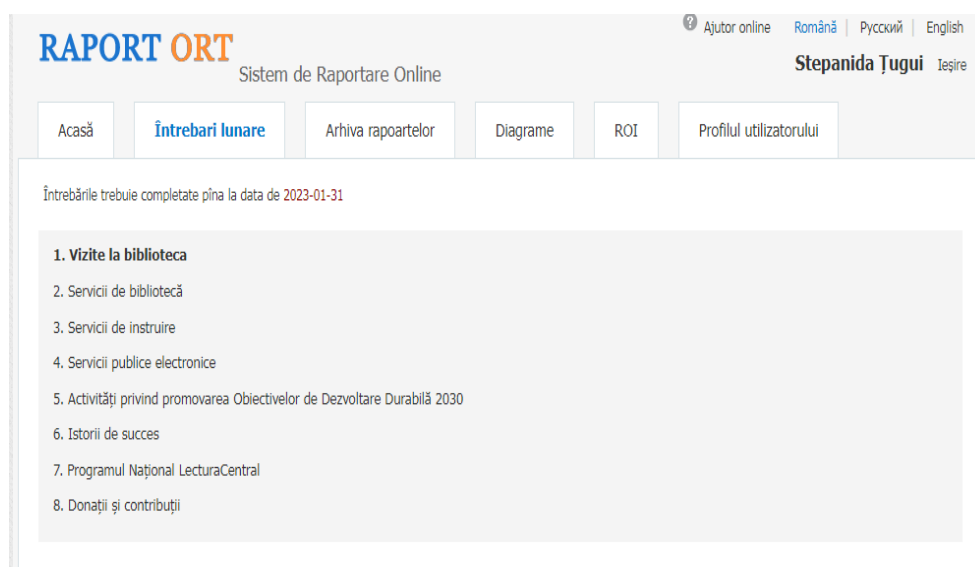 Ajutor online Română Русский English
RAPORT ORT
Sistem de Raportare Online
Stepanida Țugui Ieşire
Acasă Întrebari lunare Arhiva rapoartelor Diagrame ROI Profilul utilizatorului
Întrebările trebuie completate pîna la data de 2023-01-31
1. Vizite la biblioteca
2. Servicii de bibliotecă
3. Servicii de instruire
4. Servicii publice electronice
5. Activități privind promovarea Obiectivelor de Dezvoltare Durabilă 2030
6. Istorii de succes
7. Programul Național LecturaCentral
8. Donații și contribuții